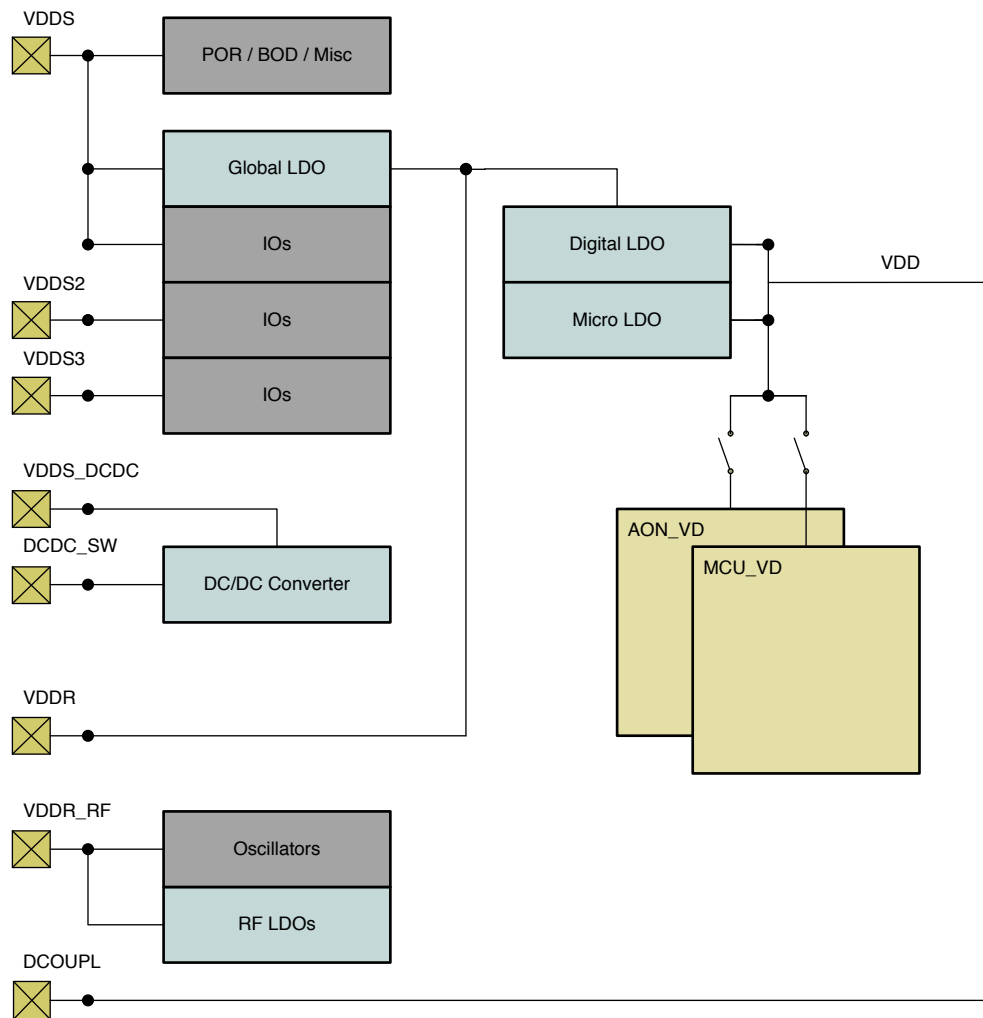 VDDS
POR / BOD / Misc
Global LDO
IOs
Digital LDO
VDD
VDDS2
IOs
Micro LDO
VDDS3
IOs
VDDS_DCDC
AON_VD
DCDC_SW
DC/DC Converter
MCU_VD
VDDR
VDDR_RF
Oscillators
RF LDOs
DCOUPL